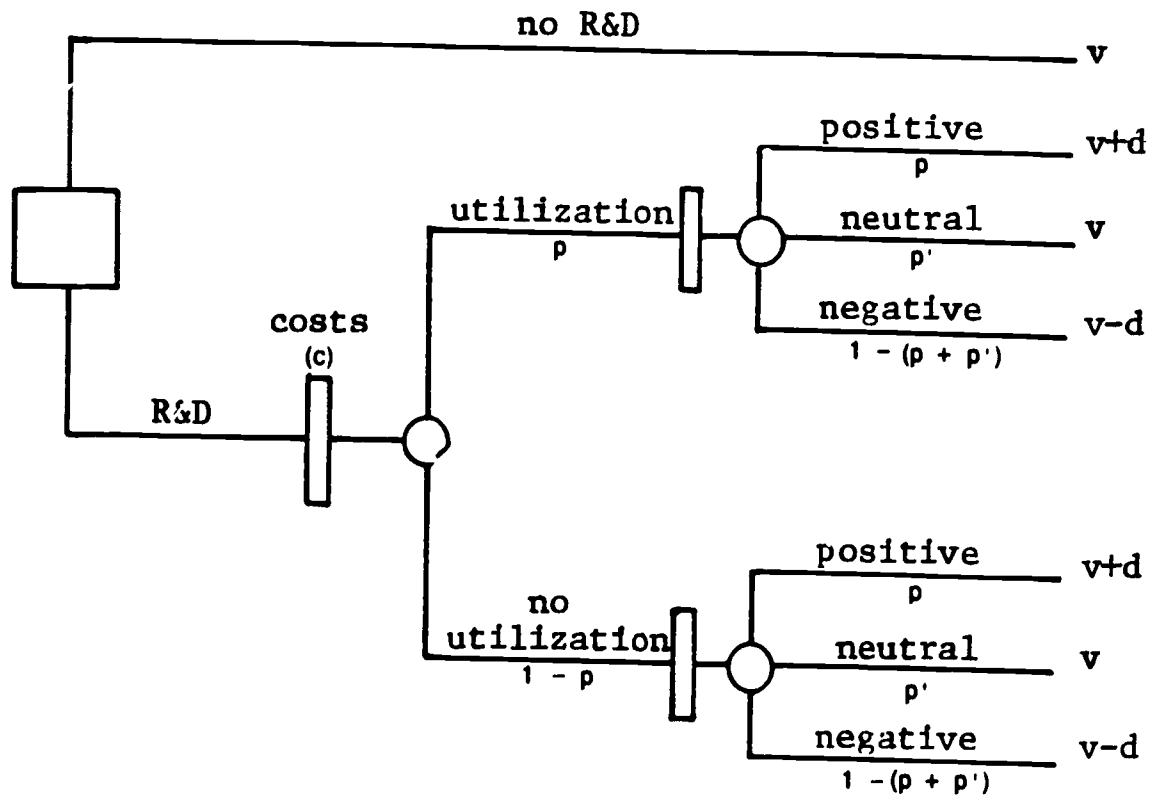 no R&D
v
positive
p
v+d
utilization
p
neutral
p'
v
negative
1 - (p + p')
v-d
costs
(c)
R&D
positive
p
v+d
no
utilization
1 - p
neutral
p'
v
negative
1 - (p + p')
v-d